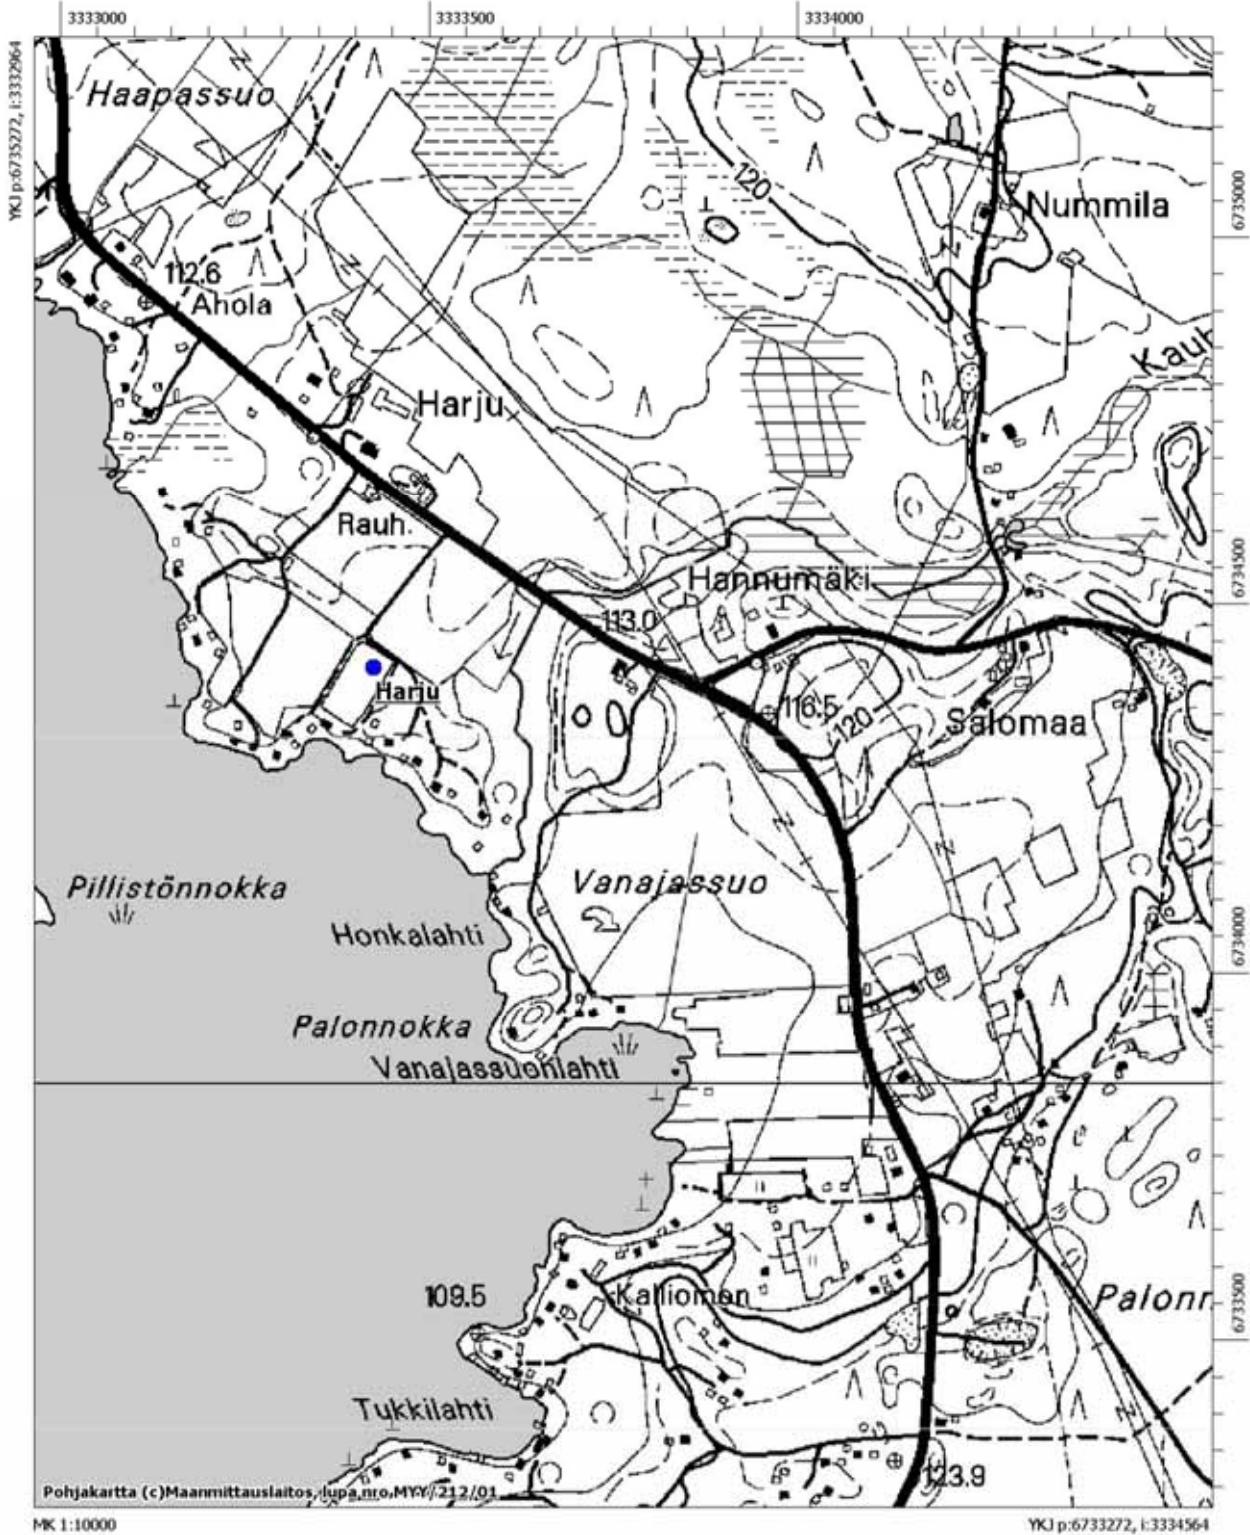 3333000
3333500
3334000
YKJ p:6735272, i:3332964
Haapassuo
120
6735000
Nummila
112.6
Ahola
Harju
Rauh.
6734500
Hannumäki
113.0
Harju
116.5
120
Salomaa
Pillistönnokka
Vanajassuo
Honkalahti
6734000
Palonnokka
Vanajassuonlahti
109.5
6733500
Tukkilahti
123.9
Pohjakartta (c)Maanmittauslaitos, lupa nro MYY/212/01
MK 1:10000
YKJ p:6733272, i:3334564